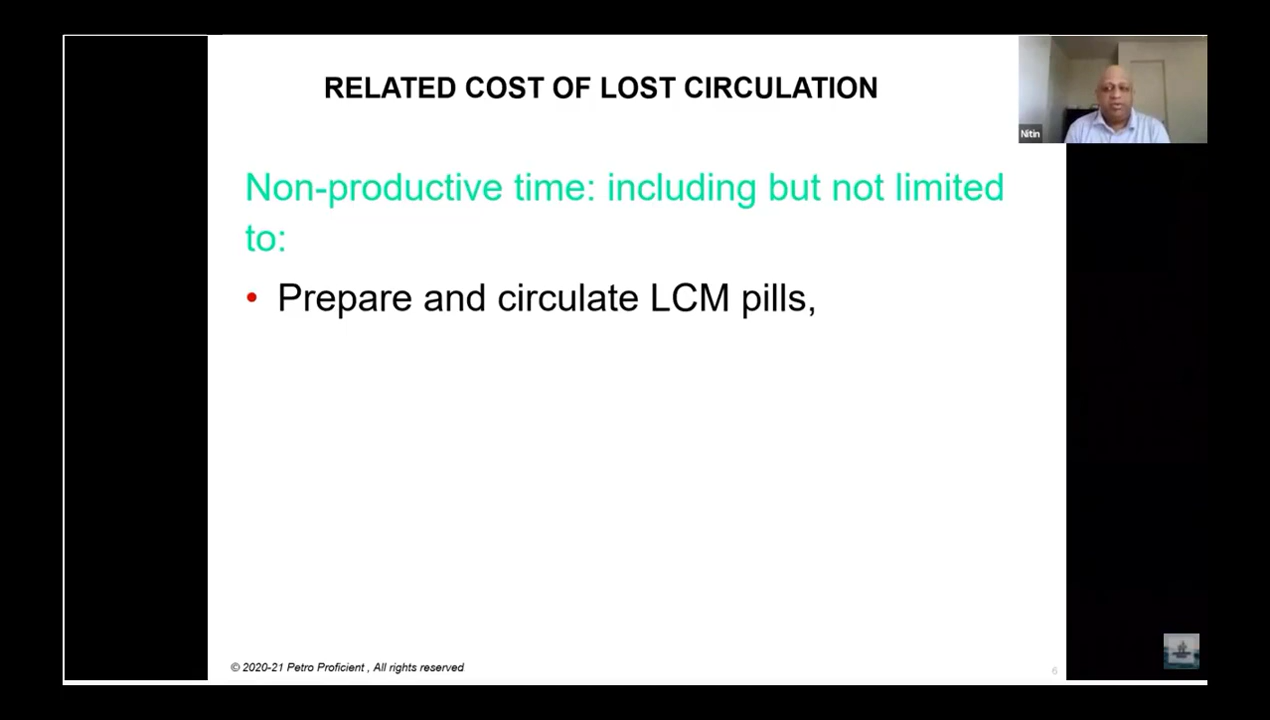 RELATED COST OF LOST CIRCULATION
Nitin
Non-productive time: including but not limited
to:
• Prepare and circulate LCM pills,
© 2020-21 Petro Proficient , All rights reserved
6